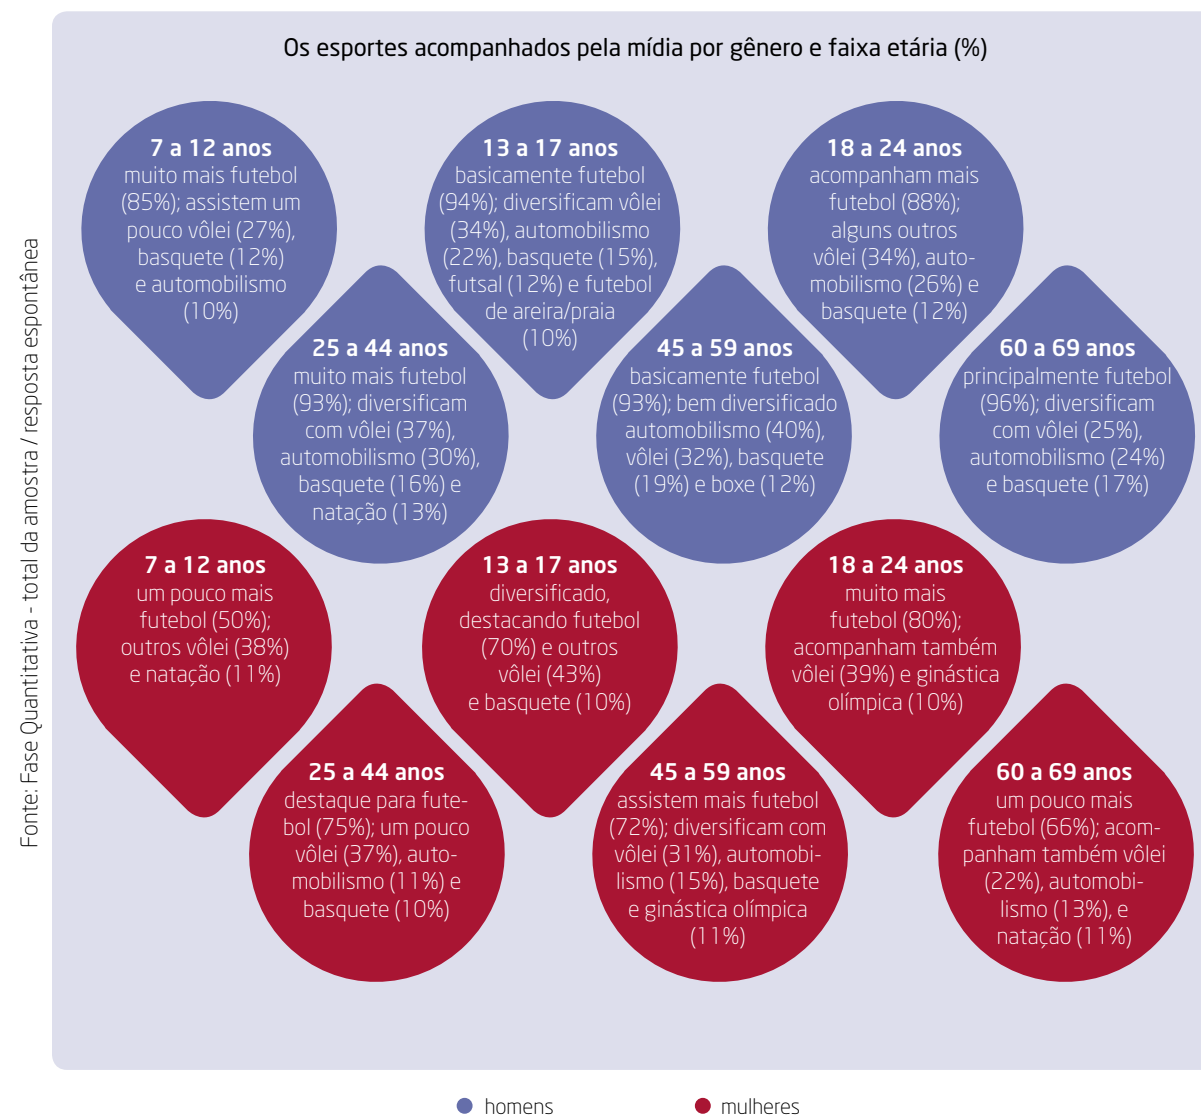 Os esportes acompanhados pela mídia por gênero e faixa etária (%)
7 a 12 anos
muito mais futebol
(85%); assistem um
pouco vôlei (27%),
basquete (12%)
e automobilismo
(10%)
13 a 17 anos
basicamente futebol
(94%); diversificam vôlei
(34%), automobilismo
(22%), basquete (15%),
futsal (12%) e futebol
de areira/praia
(10%)
18 a 24 anos
acompanham mais
futebol (88%);
alguns outros
vôlei (34%), auto-
mobilismo (26%) e
basquete (12%)
25 a 44 anos
muito mais futebol
(93%); diversificam
com vôlei (37%),
automobilismo (30%),
basquete (16%) e
natação (13%)
45 a 59 anos
basicamente futebol
(93%); bem diversificado
automobilismo (40%),
vôlei (32%), basquete
(19%) e boxe (12%)
60 a 69 anos
principalmente futebol
(96%); diversificam
com vôlei (25%),
automobilismo (24%)
e basquete (17%)
7 a 12 anos
um pouco mais
futebol (50%);
outros vôlei (38%)
e natação (11%)
13 a 17 anos
diversificado,
destacando futebol
(70%) e outros
vôlei (43%)
e basquete (10%)
18 a 24 anos
muito mais
futebol (80%);
acompanham também
vôlei (39%) e ginástica
olímpica (10%)
25 a 44 anos
destaque para fute-
bol (75%); um pouco
vôlei (37%), auto-
mobilismo (11%) e
basquete (10%)
45 a 59 anos
assistem mais futebol
(72%); diversificam com
vôlei (31%), automobi-
lismo (15%), basquete
e ginástica olímpica
(11%)
60 a 69 anos
um pouco mais
futebol (66%); acom-
panham também vôlei
(22%), automobi-
lismo (13%), e
natação (11%)
homens
mulheres
Fonte: Fase Quantitativa - total da amostra / resposta espontânea